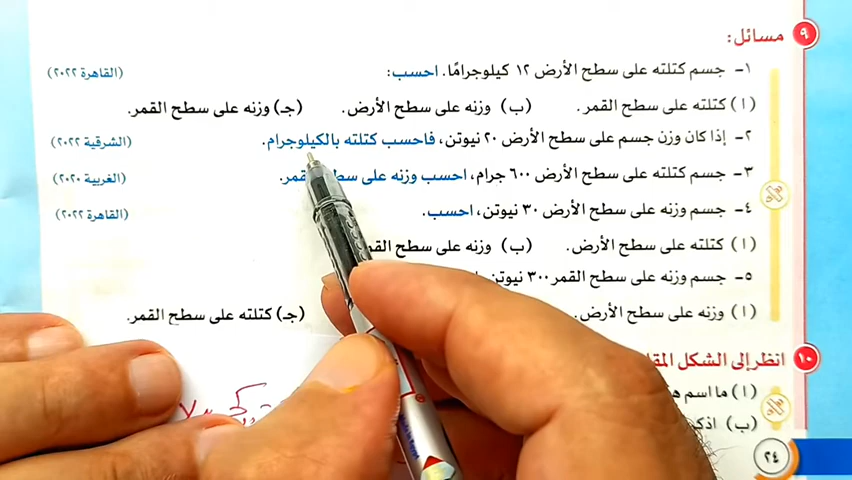 ٩ مسائل:
١- جسم كتلته على سطح الأرض ١٢ كيلوجرامًا. احسب: (القاهرة ٢٠٢٢)
(أ) كتلته على سطح القمر. (ب) وزنه على سطح الأرض. (جـ) وزنه على سطح القمر.
٢- إذا كان وزن جسم على سطح الأرض ٢٠ نيوتن، فاحسب كتلته بالكيلوجرام. (الشرقية ٢٠٢٢)
٣- جسم كتلته على سطح الأرض ٦٠٠ جرام، احسب وزنه على سطح القمر. (الغربية ٢٠٢٠)
٤- جسم وزنه على سطح الأرض ٣٠ نيوتن، احسب. (القاهرة ٢٠٢٢)
(أ) كتلته على سطح الأرض. (ب) وزنه على سطح القمر
٥- جسم وزنه على سطح القمر ٣٠٠ نيوتن،
(أ) وزنه على سطح الأرض. (جـ) كتلته على سطح القمر.
١٠ انظر إلى الشكل
(أ) ما اسم
(ب)
٢٤